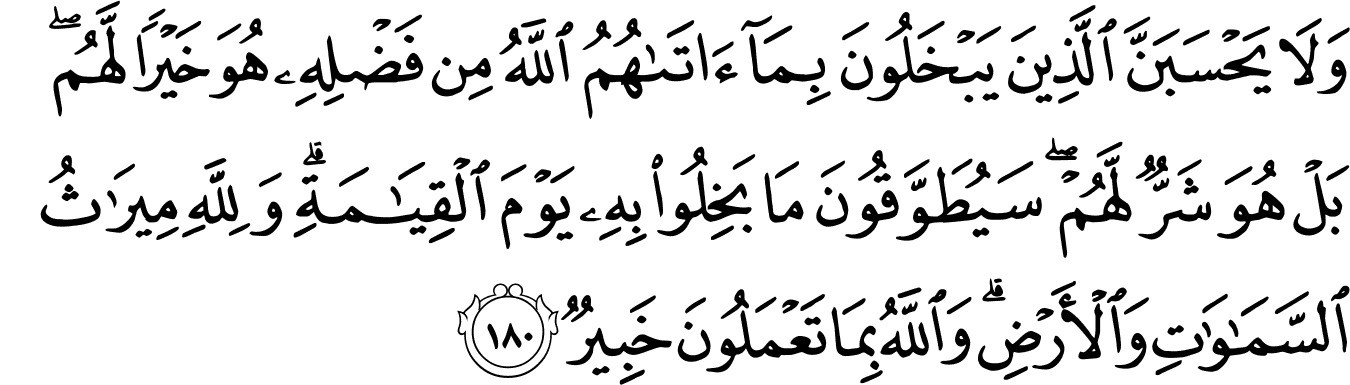 وَلَا يَحْسَبَنَّ ٱلَّذِينَ يَبْخَلُونَ بِمَآ ءَاتَىٰهُمُ ٱللَّهُ مِن فَضْلِهِۦ هُوَ خَيْرًا لَّهُم ۖ
بَلْ هُوَ شَرٌّ لَّهُمْ ۖ سَيُطَوَّقُونَ مَا بَخِلُوا۟ بِهِۦ يَوْمَ ٱلْقِيَـٰمَةِ ۗ وَلِلَّهِ مِيرَٰثُ
ٱلسَّمَـٰوَٰتِ وَٱلْأَرْضِ ۗ وَٱللَّهُ بِمَا تَعْمَلُونَ خَبِيرٌ ١٨٠